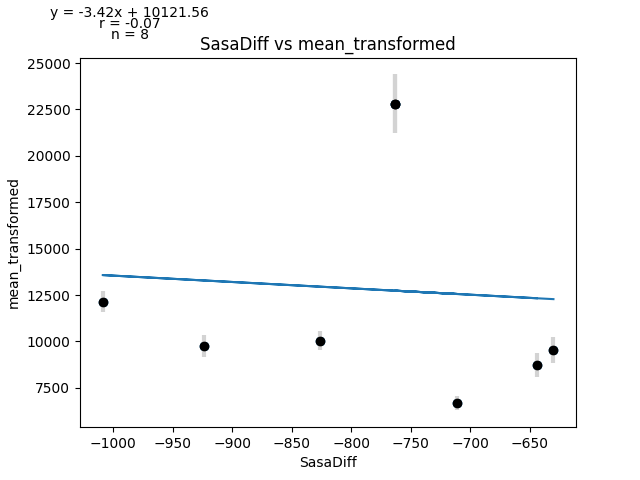 y = -3.42x + 10121.56
r = -0.07
n = 8
SasaDiff vs mean_transformed
25000
22500
20000
17500
15000
12500
10000
7500
mean_transformed
−1000 −950 −900 −850 −800 −750 −700 −650
SasaDiff